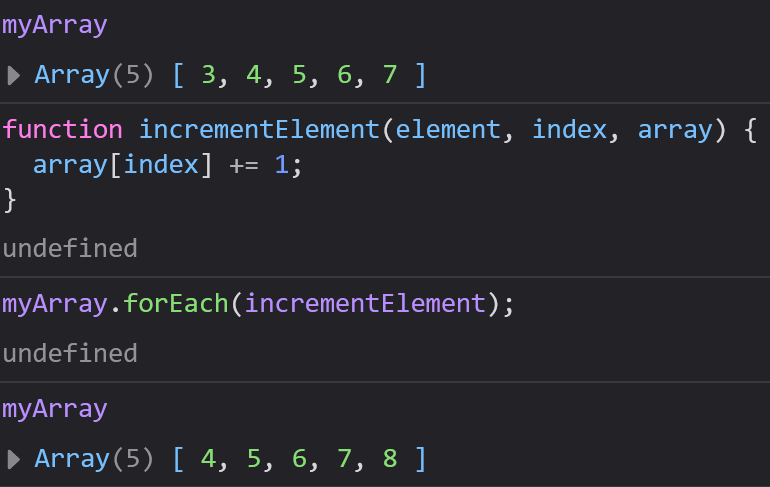 myArray
Array(5) [ 3, 4, 5, 6, 7 ]
function incrementElement(element, index, array) {
  array[index] += 1;
}
undefined
myArray.forEach(incrementElement);
undefined
myArray
Array(5) [ 4, 5, 6, 7, 8 ]